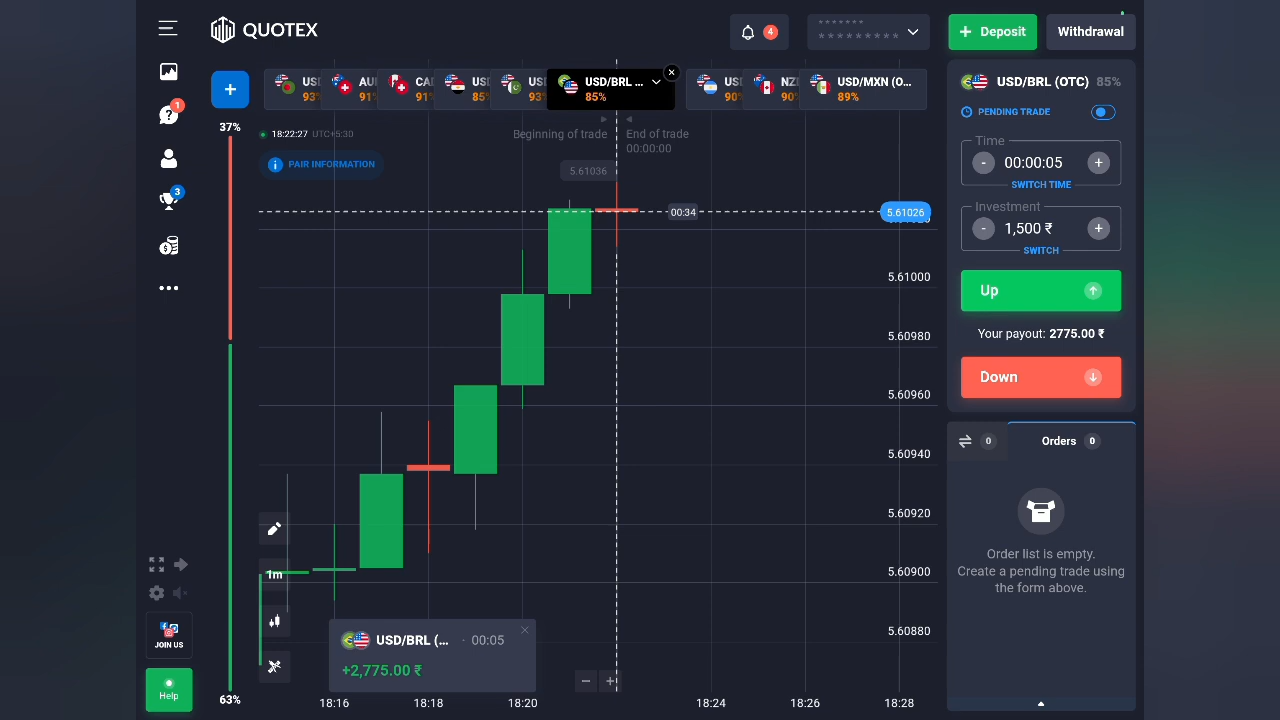 QUOTEX
4
*******
*********
+ Deposit
Withdrawal
+
USD/BRL ...
85%
93%
91%
91%
85%
93%
90%
90%
USD/MXN (O...
89%
USD/BRL (OTC) 85%
PENDING TRADE
Time
- 00:00:05 +
SWITCH TIME
Investment
- 1,500 ₹ +
SWITCH
Up
Your payout: 2775.00 ₹
Down
0
Orders 0
Order list is empty.
Create a pending trade using
the form above.
1
3
JOIN US
Help
37%
63%
18:22:27 UTC+5:30
PAIR INFORMATION
Beginning of trade
End of trade
00:00:00
5.61036
00:34
5.61026
5.61000
5.60980
5.60960
5.60940
5.60920
5.60900
5.60880
1m
USD/BRL (... · 00:05
+2,775.00 ₹
- +
18:16
18:18
18:20
18:24
18:26
18:28